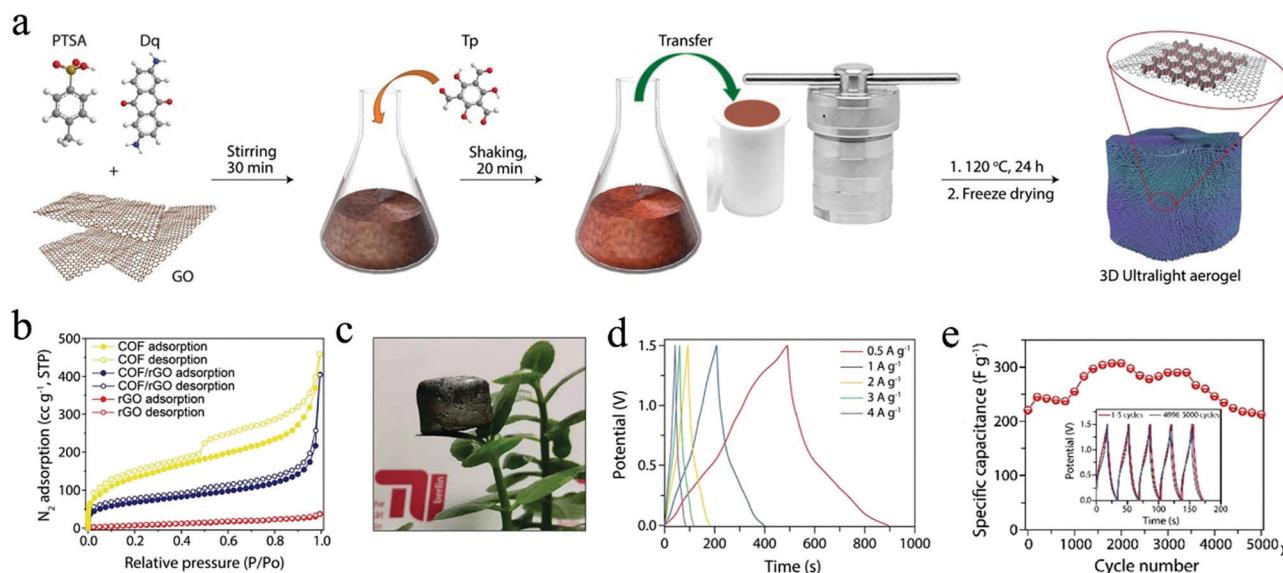 a
PTSA
Dq
+
GO
Stirring
30 min
Tp
Shaking,
20 min
Transfer
1. 120 °C, 24 h
2. Freeze drying
3D Ultralight aerogel
b
N2 adsorption (cc g⁻¹, STP)
500
400
300
200
100
0
COF adsorption
COF desorption
COF/rGO adsorption
COF/rGO desorption
rGO adsorption
rGO desorption
0.0 0.2 0.4 0.6 0.8 1.0
Relative pressure (P/Po)
c
berlin
d
Potential (V)
1.5
1.0
0.5
0.0
0.5 A g⁻¹
1 A g⁻¹
2 A g⁻¹
3 A g⁻¹
4 A g⁻¹
0 200 400 600 800 1000
Time (s)
e
Specific capacitance (F g⁻¹)
300
200
100
0
1-5 cycles
4996 5000 cycles
Potential (V)
1.5
1.0
0.5
0.0
0 50 100 150 200
Time (s)
0 1000 2000 3000 4000 5000
Cycle number